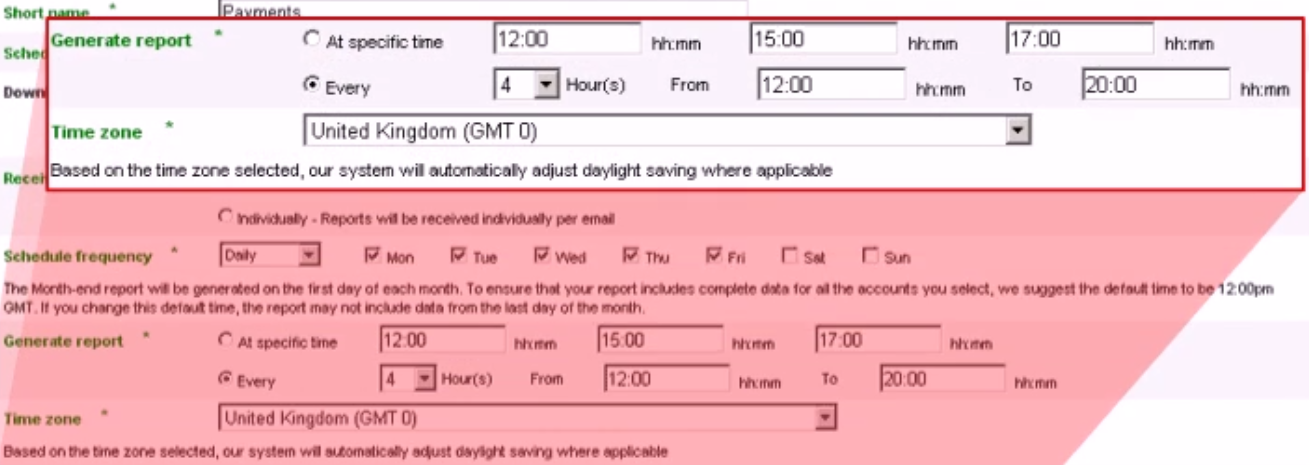 Short name * Payments
Generate report * At specific time 12:00 hh:mm 15:00 hh:mm 17:00 hh:mm
Sched
Every 4 Hour(s) From 12:00 hh:mm To 20:00 hh:mm
Down
Time zone * United Kingdom (GMT 0)
Based on the time zone selected, our system will automatically adjust daylight saving where applicable
Recei
Individually - Reports will be received individually per email
Schedule frequency * Daily Mon Tue Wed Thu Fri Sat Sun
The Month-end report will be generated on the first day of each month. To ensure that your report includes complete data for all the accounts you select, we suggest the default time to be 12:00pm
GMT. If you change this default time, the report may not include data from the last day of the month.
Generate report * At specific time 12:00 hh:mm 15:00 hh:mm 17:00 hh:mm
Every 4 Hour(s) From 12:00 hh:mm To 20:00 hh:mm
Time zone * United Kingdom (GMT 0)
Based on the time zone selected, our system will automatically adjust daylight saving where applicable